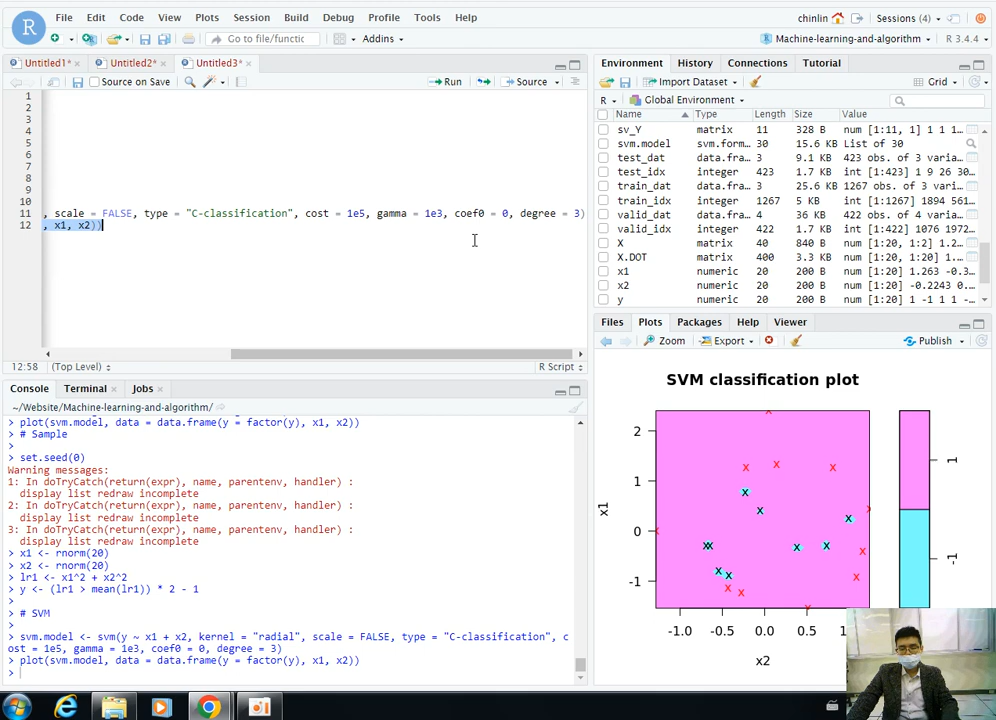 R File Edit Code View Plots Session Build Debug Profile Tools Help chinlin Sessions (4)
Go to file/functic Addins Machine-learning-and-algorithm R 3.4.4
Untitled1* × Untitled2* × Untitled3* ×
Source on Save Run Source
1
2
3
4
5
6
7
8
9
10
11 , scale = FALSE, type = "C-classification", cost = 1e5, gamma = 1e3, coef0 = 0, degree = 3)
12 , x1, x2))
12:58 (Top Level) R Script
Console Terminal × Jobs ×
~/Website/Machine-learning-and-algorithm/
> plot(svm.model, data = data.frame(y = factor(y), x1, x2))
> # Sample
>
> set.seed(0)
Warning messages:
1: In doTryCatch(return(expr), name, parentenv, handler) :
display list redraw incomplete
2: In doTryCatch(return(expr), name, parentenv, handler) :
display list redraw incomplete
3: In doTryCatch(return(expr), name, parentenv, handler) :
display list redraw incomplete
> x1 <- rnorm(20)
> x2 <- rnorm(20)
> lr1 <- x1^2 + x2^2
> y <- (lr1 > mean(lr1)) * 2 - 1
>
> # SVM
>
> svm.model <- svm(y ~ x1 + x2, kernel = "radial", scale = FALSE, type = "C-classification", c
ost = 1e5, gamma = 1e3, coef0 = 0, degree = 3)
> plot(svm.model, data = data.frame(y = factor(y), x1, x2))
>
Environment History Connections Tutorial
Import Dataset Grid
R Global Environment
Name Type Length Size Value
sv_Y matrix 11 328 B num [1:11, 1] 1 1 1 …
svm.model svm.form… 30 15.6 KB List of 30
test_dat data.fra… 3 9.1 KB 423 obs. of 3 varia…
test_idx integer 423 1.7 KB int [1:423] 1 9 26 30…
train_dat data.fra… 3 25.6 KB 1267 obs. of 3 varia…
train_idx integer 1267 5 KB int [1:1267] 1894 561…
valid_dat data.fra… 4 36 KB 422 obs. of 4 varia…
valid_idx integer 422 1.7 KB int [1:422] 1076 1972…
X matrix 40 840 B num [1:20, 1:2] 1.2…
X.DOT matrix 400 3.3 KB num [1:20, 1:20] 1.…
x1 numeric 20 200 B num [1:20] 1.263 -0.3…
x2 numeric 20 200 B num [1:20] -0.2243 0.…
y numeric 20 200 B num [1:20] 1 -1 1 1 -…
Files Plots Packages Help Viewer
Zoom Export Publish
SVM classification plot
2
1
0
-1
x1
-1.0 -0.5 0.0 0.5
x2
1
-1